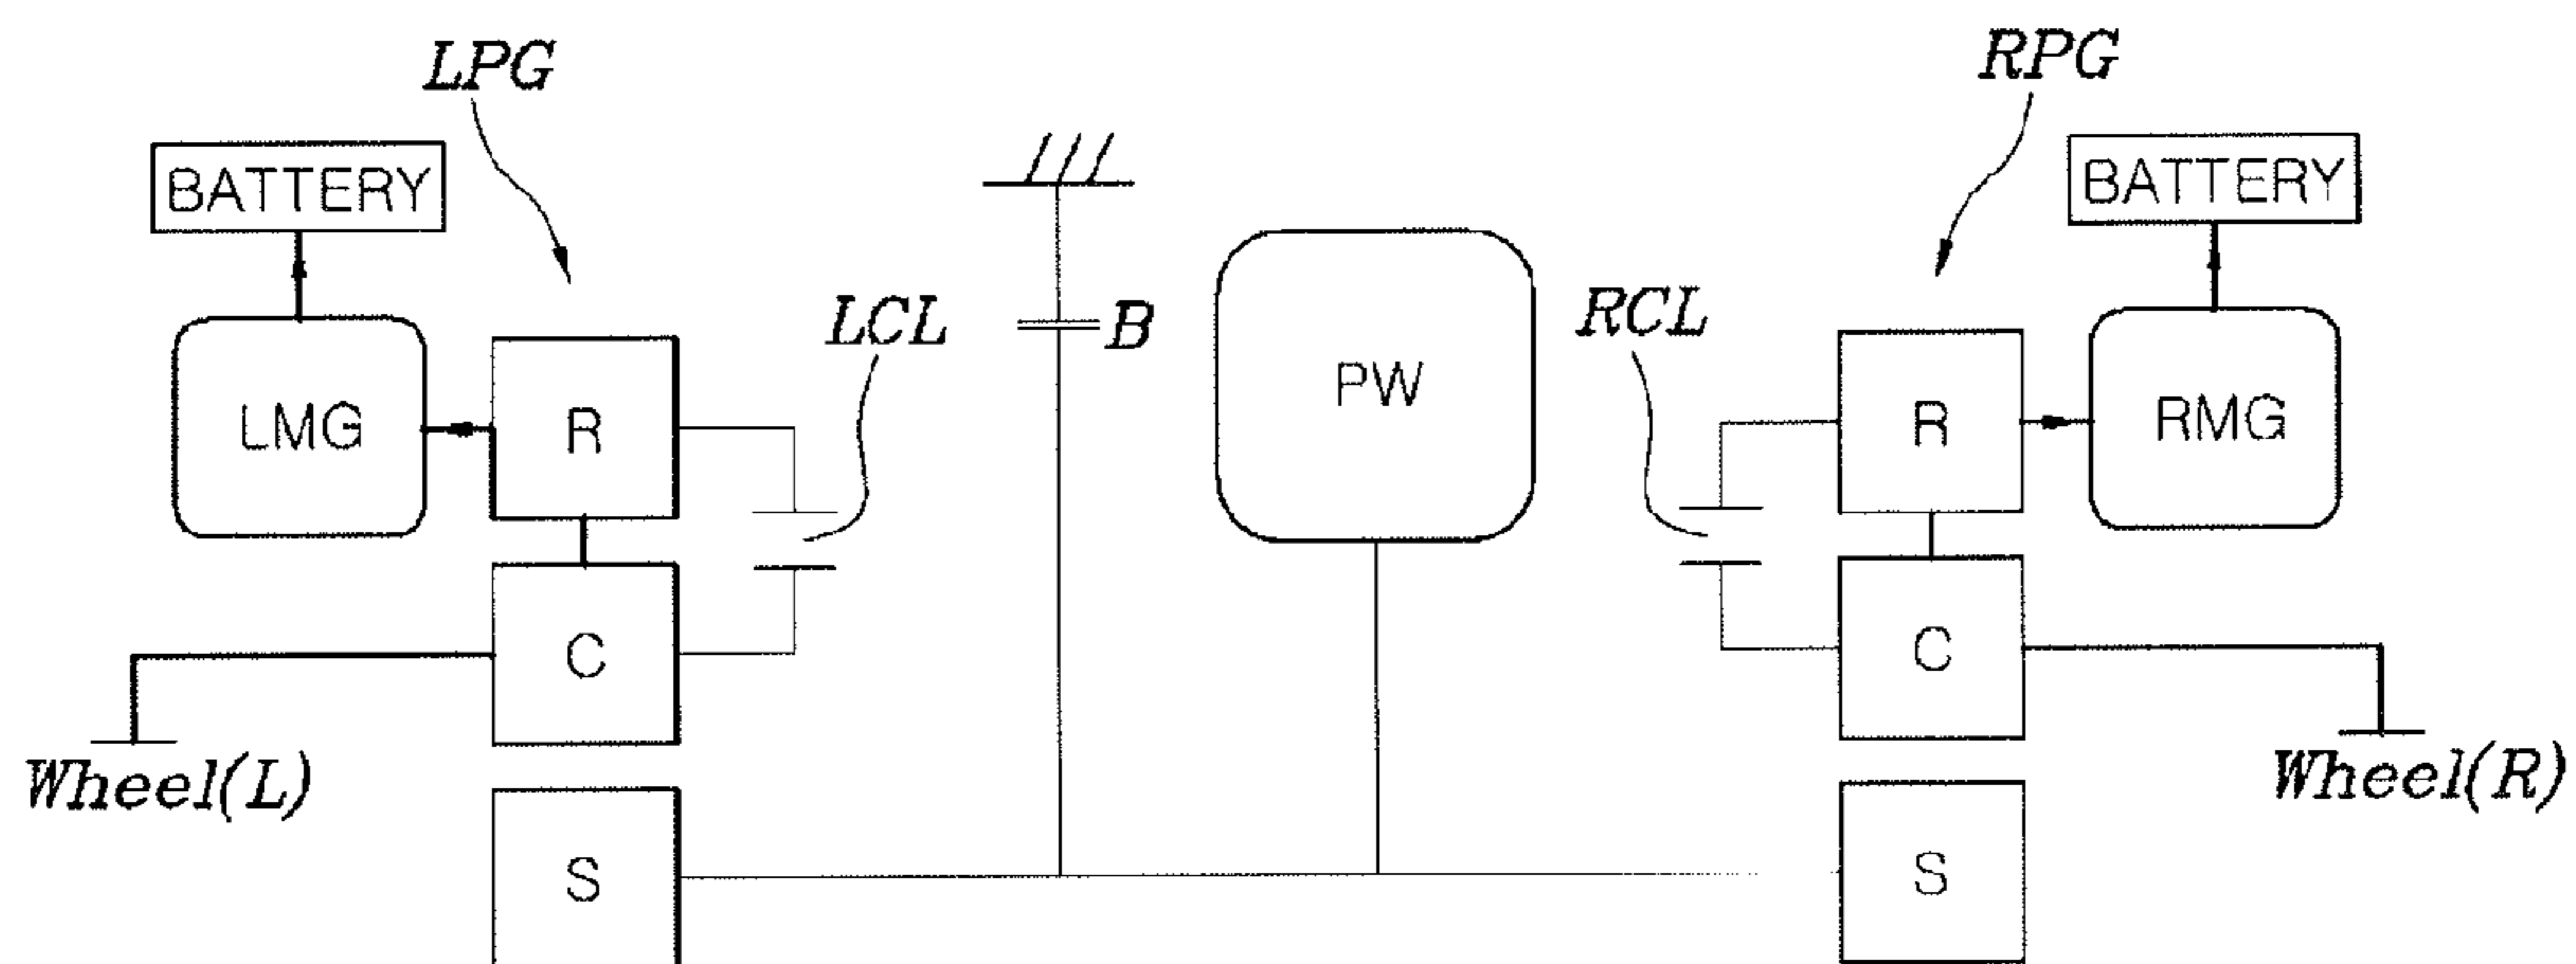 LPG
RPG
BATTERY
BATTERY
LCL
B
RCL
PW
LMG
R
R
RMG
C
C
Wheel(L)
Wheel(R)
S
S